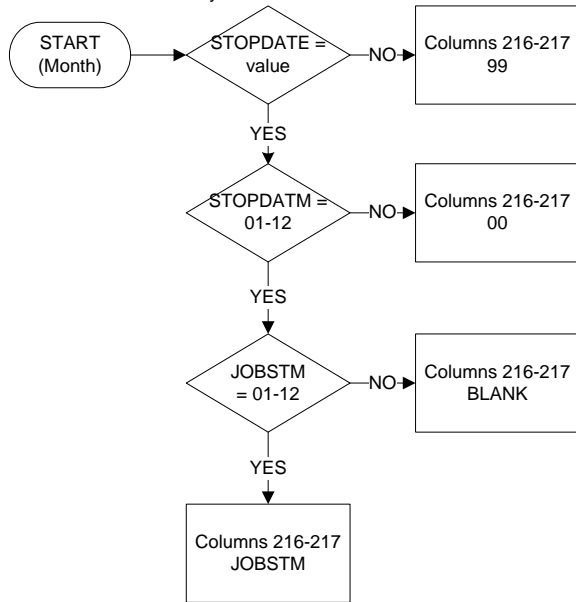 START
(Month)
STOPDATE =
value
NO
Columns 216-217
99
YES
STOPDATM =
01-12
NO
Columns 216-217
00
YES
JOBSTM
= 01-12
NO
Columns 216-217
BLANK
YES
Columns 216-217
JOBSTM